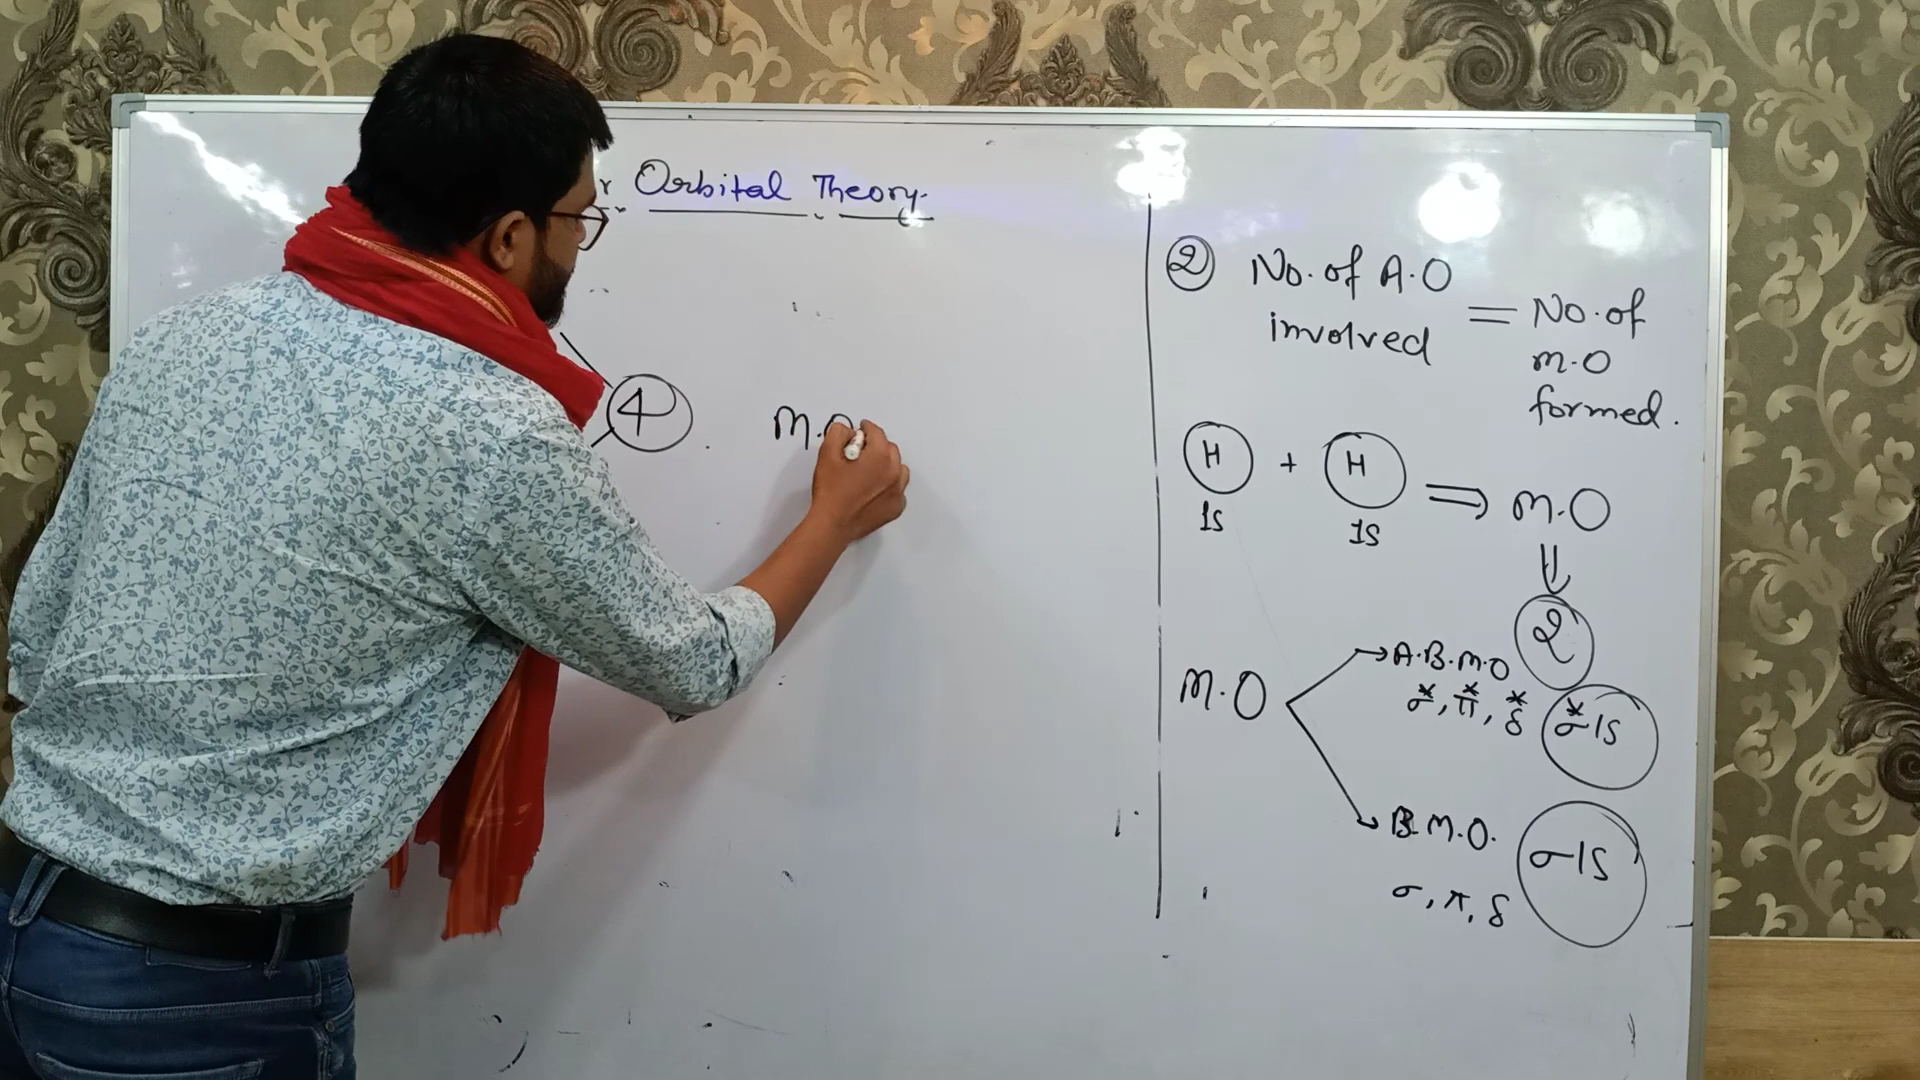 r Orbital Theory.
4
M.O
② No. of A.O
involved
= No. of
M.O
formed.
H + H ⇒ M.O
1s 1s
⇓
2
M.O
→ A.B.M.O
σ*, π*, δ*
σ*1s
→ B.M.O.
σ1s
σ, π, δ